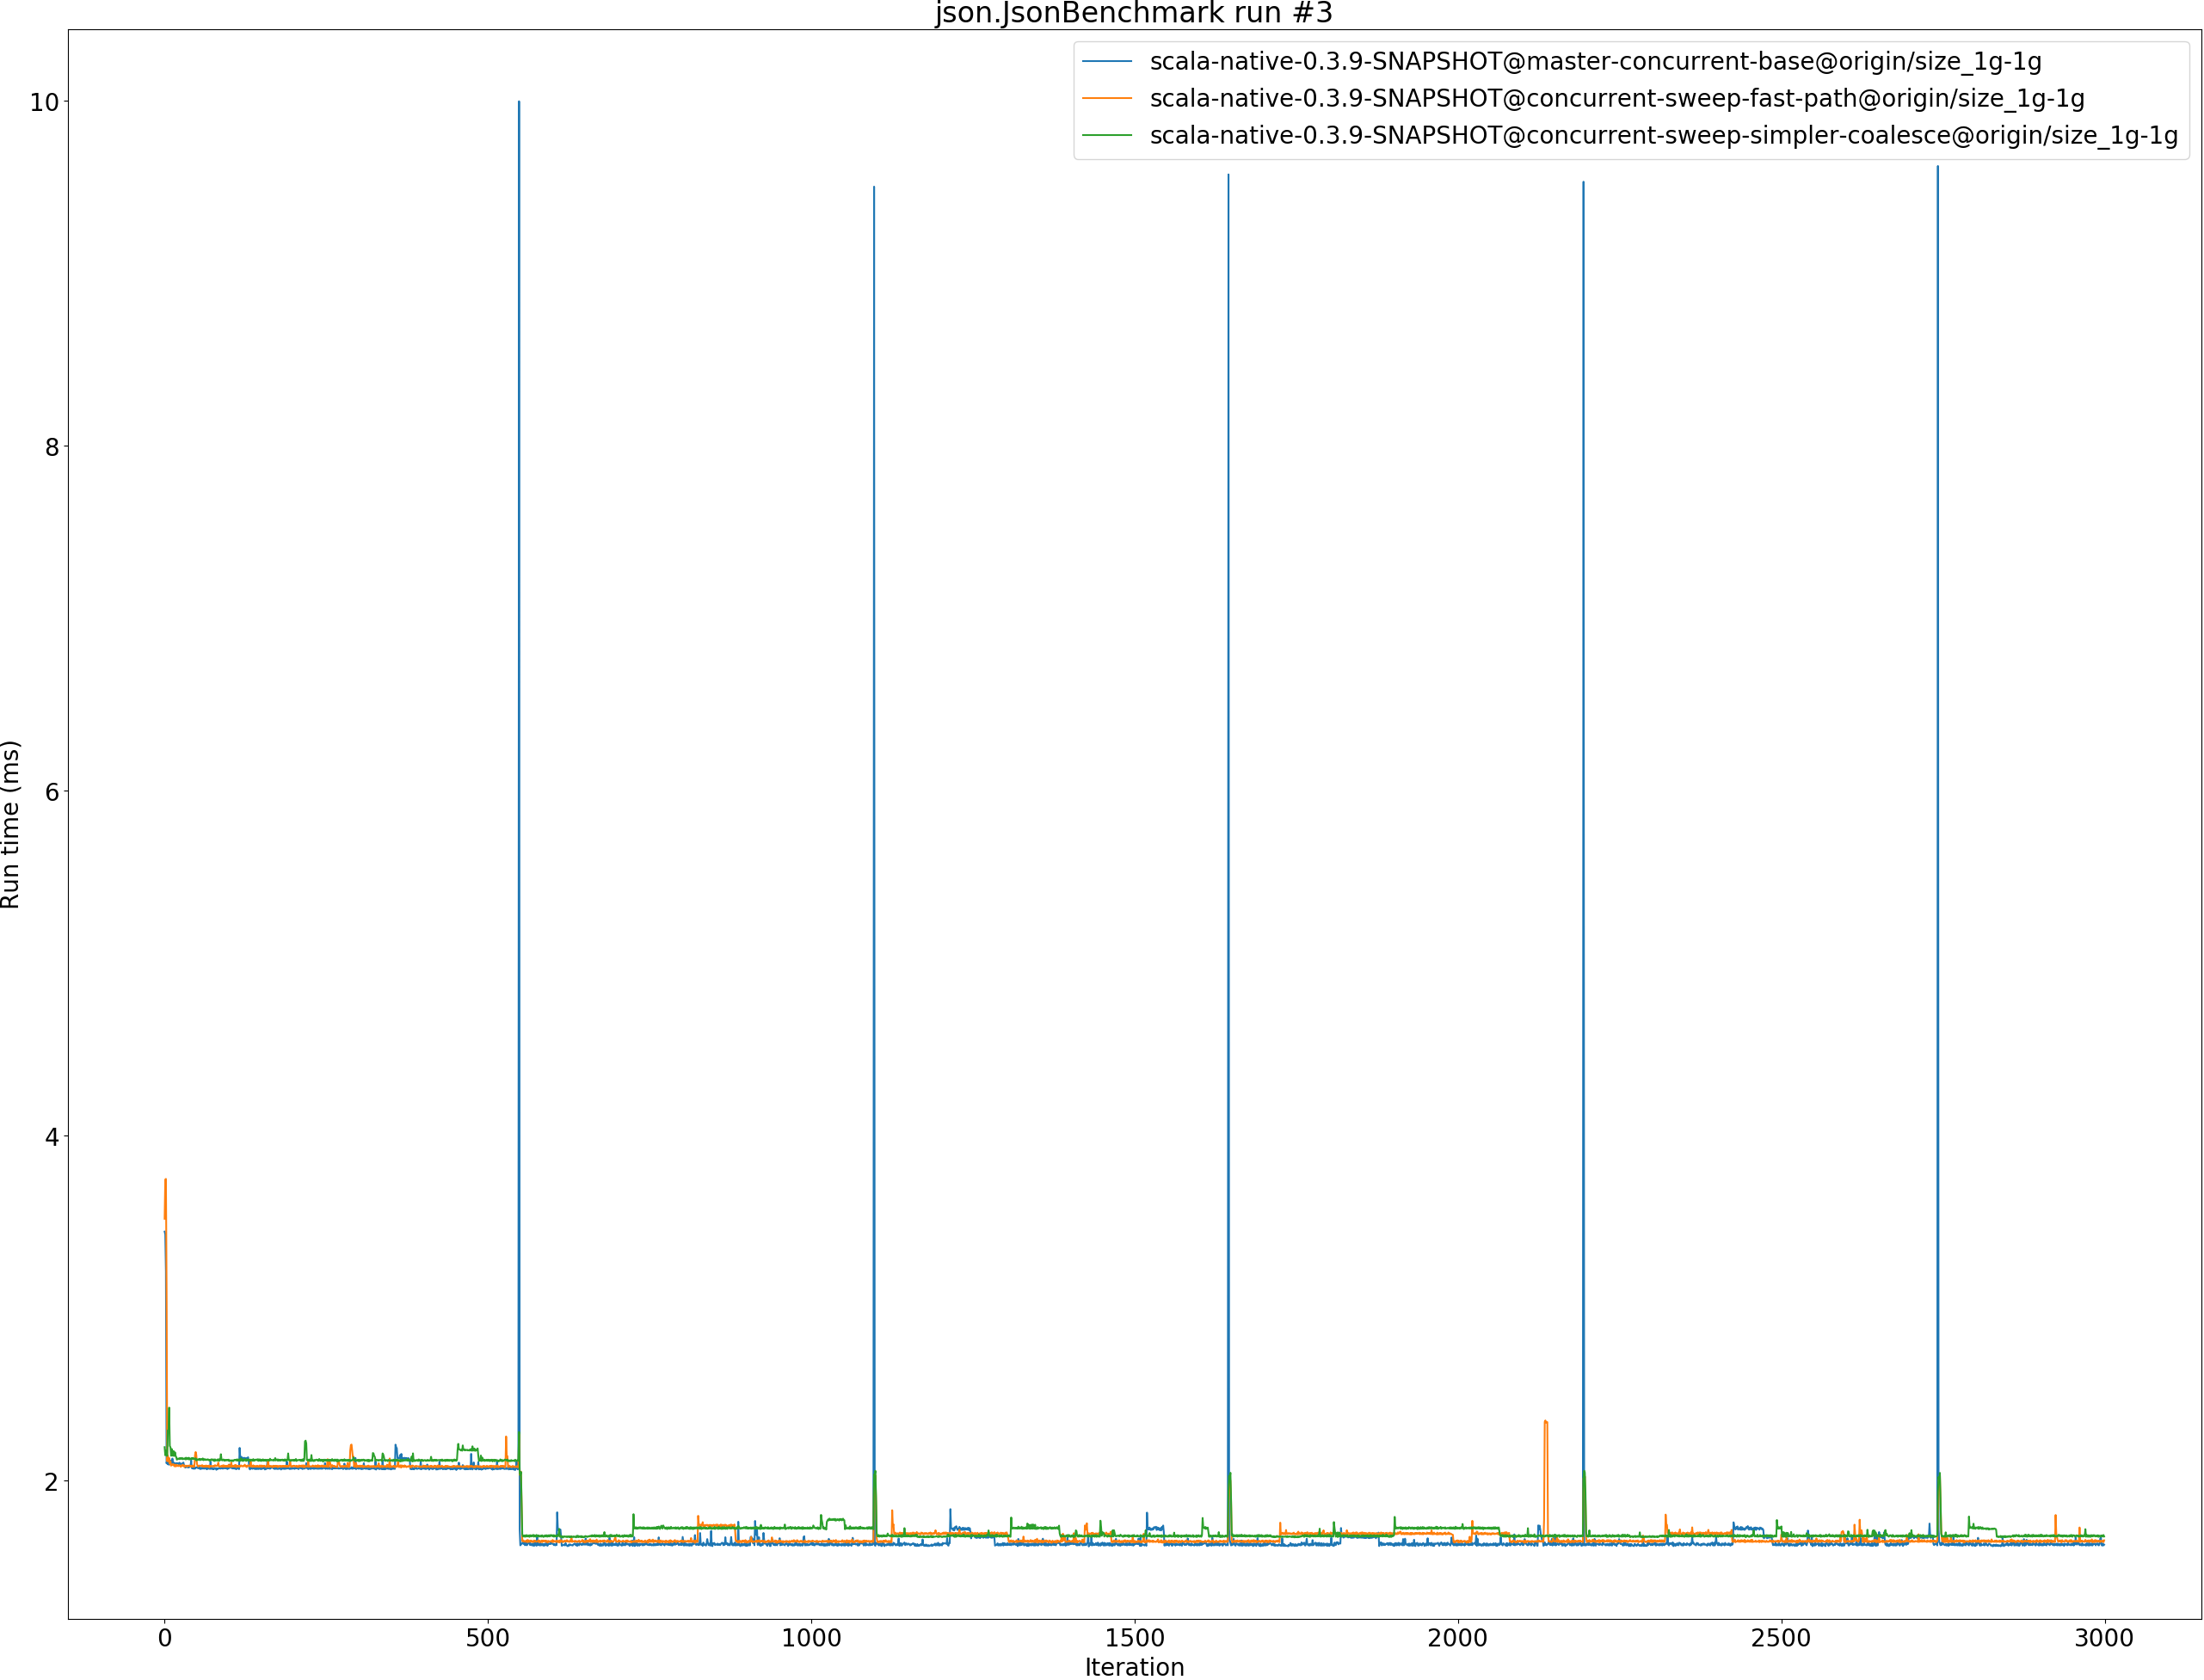 json.JsonBenchmark run #3
scala-native-0.3.9-SNAPSHOT@master-concurrent-base@origin/size_1g-1g
scala-native-0.3.9-SNAPSHOT@concurrent-sweep-fast-path@origin/size_1g-1g
scala-native-0.3.9-SNAPSHOT@concurrent-sweep-simpler-coalesce@origin/size_1g-1g
10
8
6
4
2
Run time (ms)
0 500 1000 1500 2000 2500 3000
Iteration